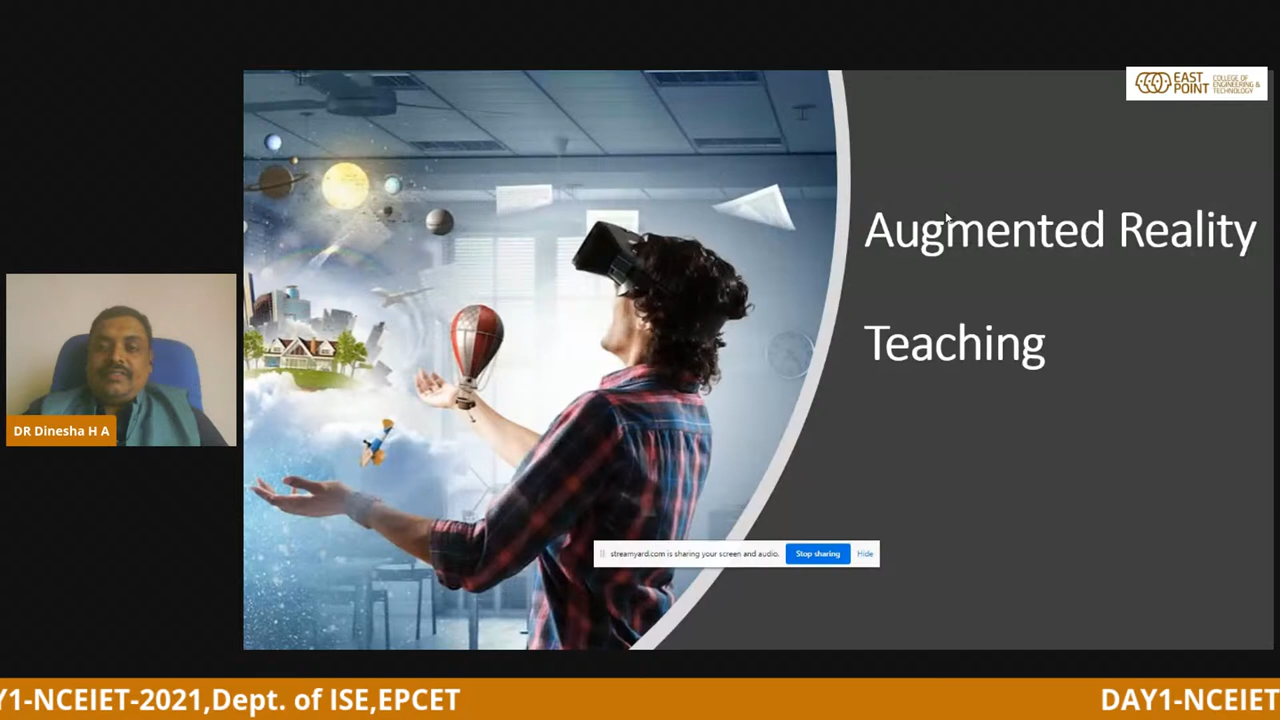 EAST
POINT
COLLEGE OF
ENGINEERING &
TECHNOLOGY
Augmented Reality
Teaching
DR Dinesha H A
streamyard.com is sharing your screen and audio.
Stop sharing
Hide
Y1-NCEIET-2021,Dept. of ISE,EPCET
DAY1-NCEIET